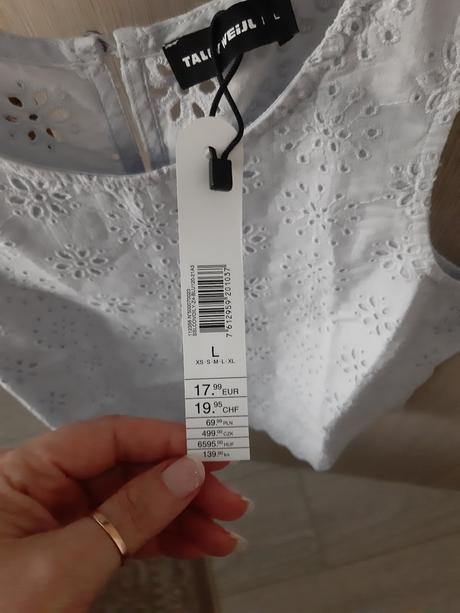 TALLY WEiJL L
7612959201037
L
XS·S·M·L·XL
17.99 EUR
19.95 CHF
69.99 PLN
499.00 CZK
6595.00 HUF
139.90 kn